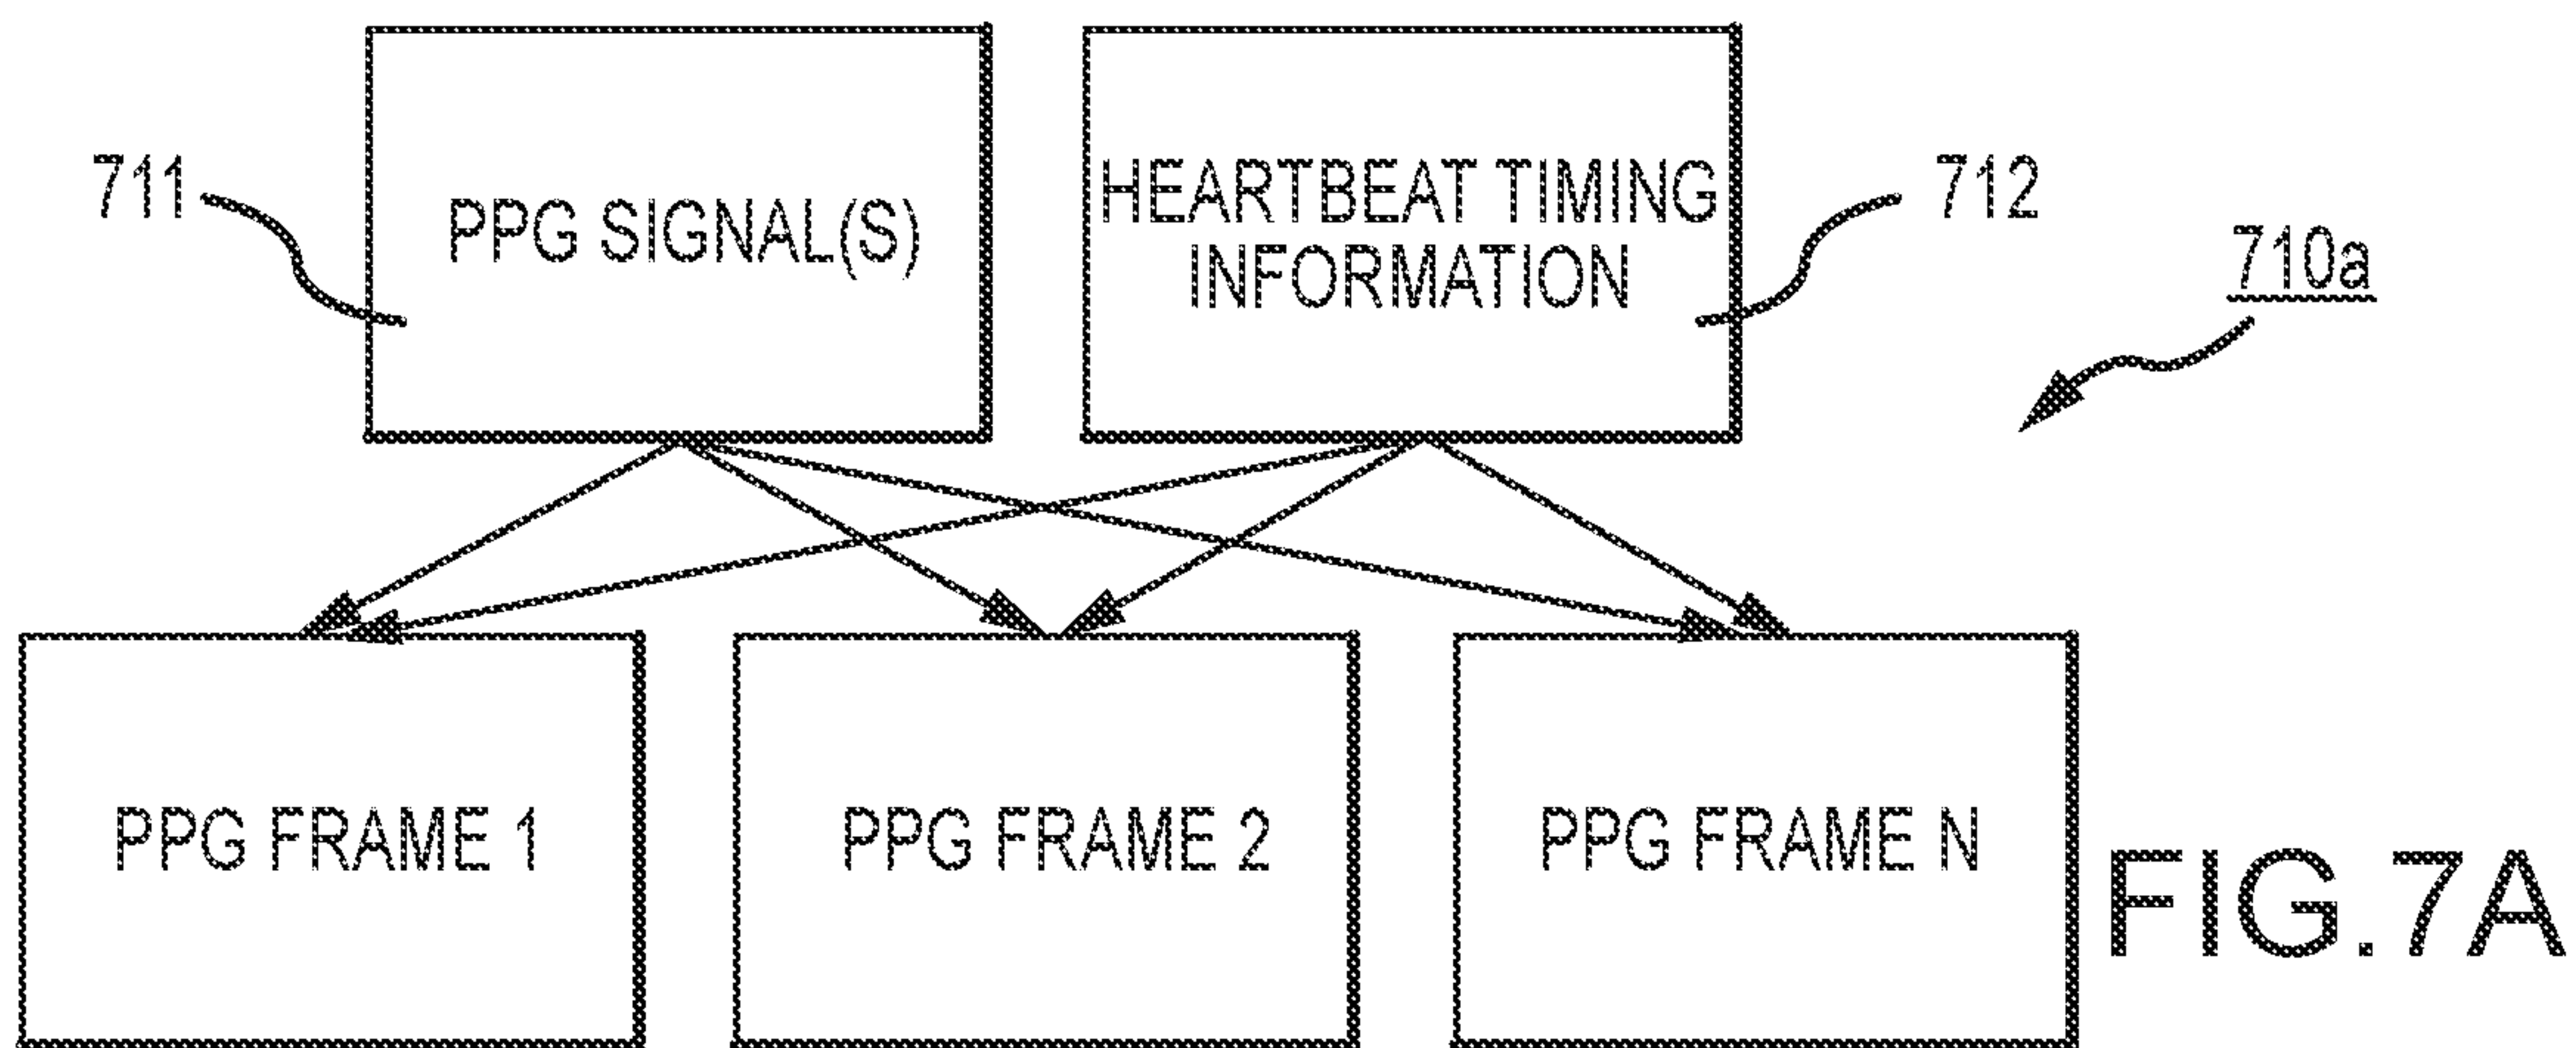 711
PPG SIGNAL(S)
HEARTBEAT TIMING
INFORMATION
712
710a
PPG FRAME 1
PPG FRAME 2
PPG FRAME N
FIG.7A